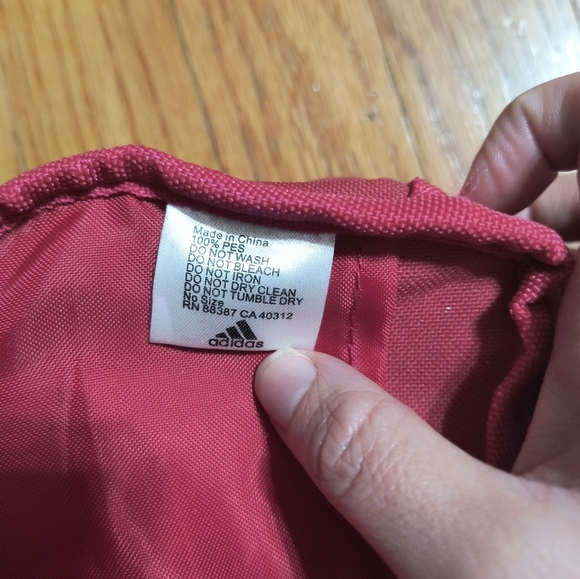 Made in China
100% PES
DO NOT WASH
DO NOT BLEACH
DO NOT IRON
DO NOT DRY CLEAN
DO NOT TUMBLE DRY
No Size
RN 88387 CA 40312
adidas